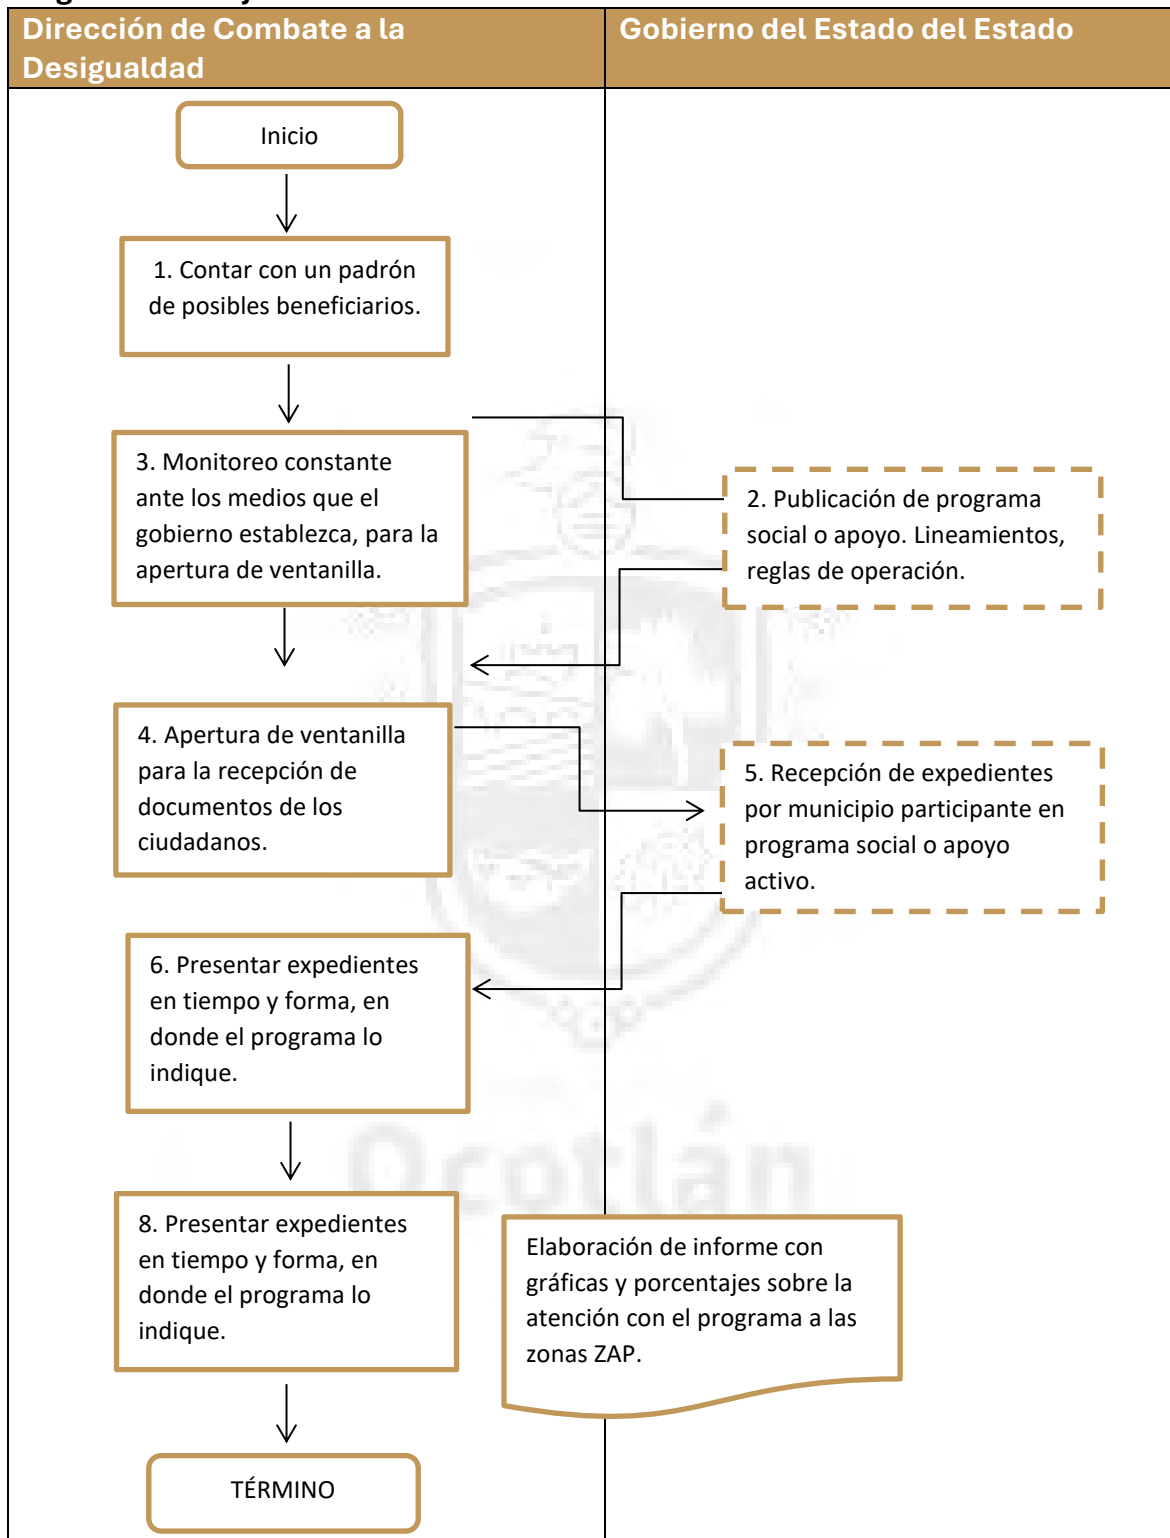 Dirección de Combate a la
Desigualdad
Gobierno del Estado del Estado
Inicio
1. Contar con un padrón
de posibles beneficiarios.
3. Monitoreo constante
ante los medios que el
gobierno establezca, para la
apertura de ventanilla.
2. Publicación de programa
social o apoyo. Lineamientos,
reglas de operación.
4. Apertura de ventanilla
para la recepción de
documentos de los
ciudadanos.
5. Recepción de expedientes
por municipio participante en
programa social o apoyo
activo.
6. Presentar expedientes
en tiempo y forma, en
donde el programa lo
indique.
Ocotlán
8. Presentar expedientes
en tiempo y forma, en
donde el programa lo
indique.
Elaboración de informe con
gráficas y porcentajes sobre la
atención con el programa a las
zonas ZAP.
TÉRMINO